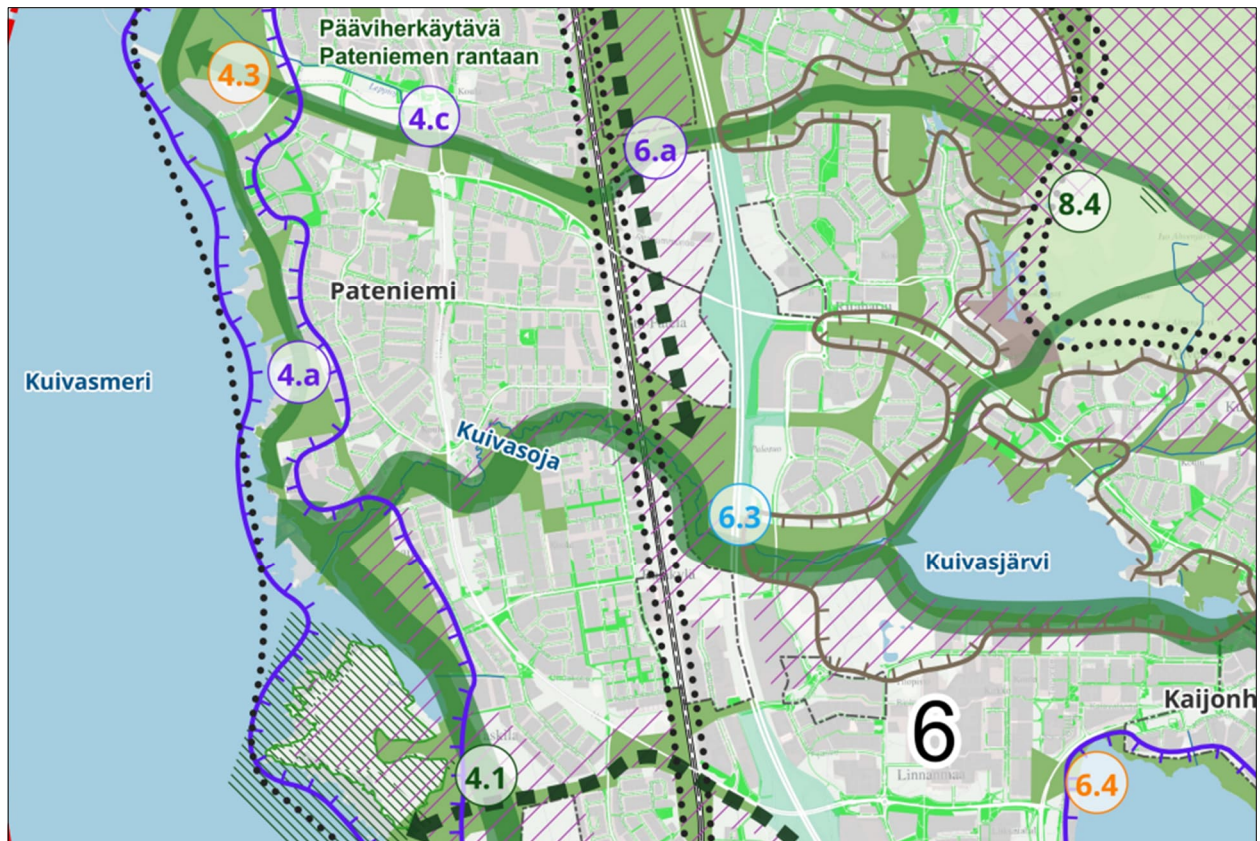 Pääviherkäytävä
Pateniemen rantaan
4.3
4.c
6.a
8.4
Pateniemi
4.a
Kuivasmeri
Kuivasoja
6.3
Kuivasjärvi
Kaijonh
6
4.1
Linnanmaa
6.4